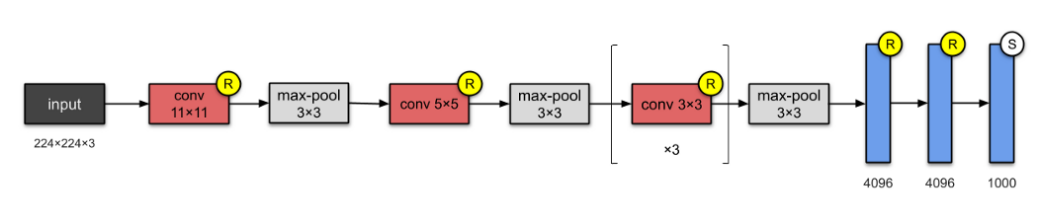 input
224×224×3
conv
11×11
R
max-pool
3×3
conv 5×5
R
max-pool
3×3
conv 3×3
R
×3
max-pool
3×3
R
4096
R
4096
S
1000